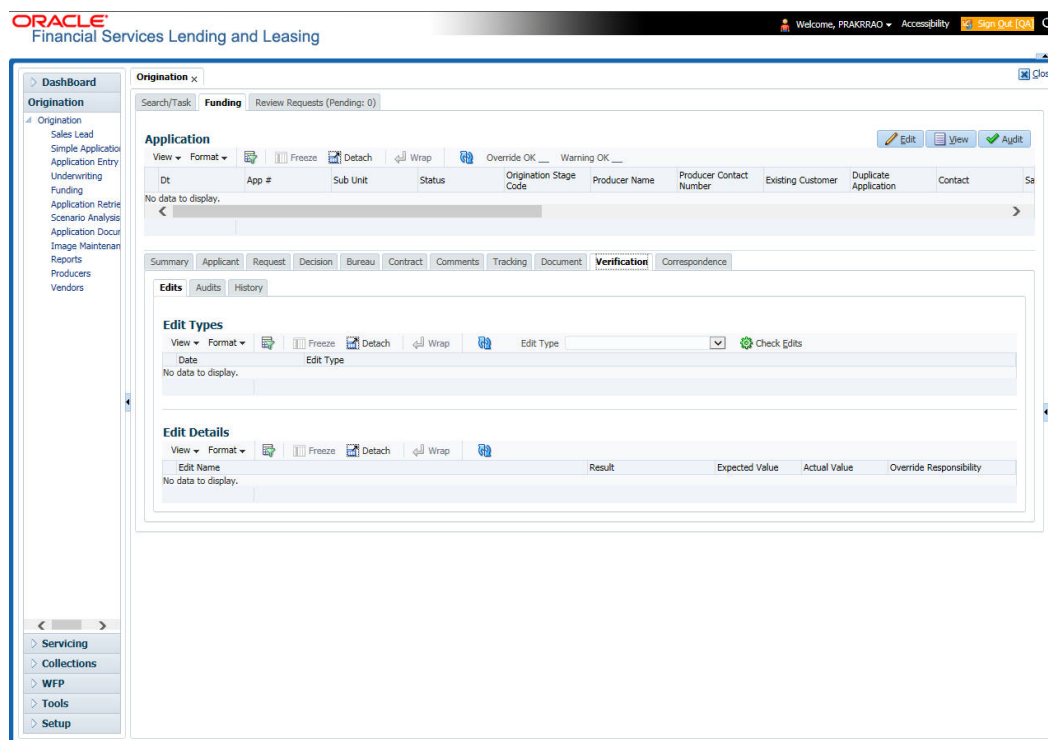 ORACLE
Financial Services Lending and Leasing
Welcome, PRAKRRAO Accessibility Sign Out [QA]
DashBoard
Origination
Origination
Sales Lead
Simple Applicatio
Application Entry
Underwriting
Funding
Application Retrie
Scenario Analysis
Application Docur
Image Maintenan
Reports
Producers
Vendors
Servicing
Collections
WFP
Tools
Setup
Origination x
Clos
Search/Task Funding Review Requests (Pending: 0)
Application
Edit View Audit
View Format Freeze Detach Wrap Override OK __ Warning OK __
Dt App # Sub Unit Status Origination Stage Code Producer Name Producer Contact Number Existing Customer Duplicate Application Contact Sa
No data to display.
Summary Applicant Request Decision Bureau Contract Comments Tracking Document Verification Correspondence
Edits Audits History
Edit Types
View Format Freeze Detach Wrap Edit Type Check Edits
Date Edit Type
No data to display.
Edit Details
View Format Freeze Detach Wrap
Edit Name Result Expected Value Actual Value Override Responsibility
No data to display.